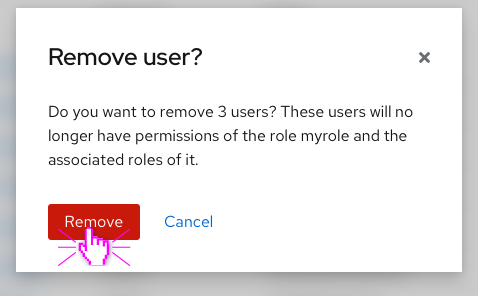 Remove user?
Do you want to remove 3 users? These users will no
longer have permissions of the role myrole and the
associated roles of it.
Remove Cancel